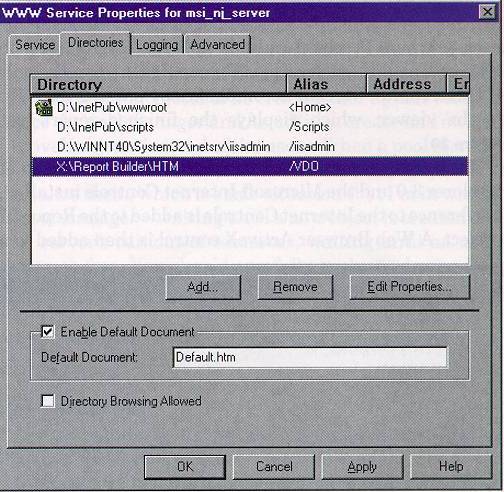 WWW Service Properties for msi_nj_server
Service Directories Logging Advanced
Directory Alias Address Er
D:\InetPub\wwwroot <Home>
D:\InetPub\scripts /Scripts
D:\WINNT40\System32\inetsrv\iisadmin /iisadmin
X:\Report Builder\HTM /VDO
Add... Remove Edit Properties...
Enable Default Document
Default Document: Default.htm
Directory Browsing Allowed
OK Cancel Apply Help